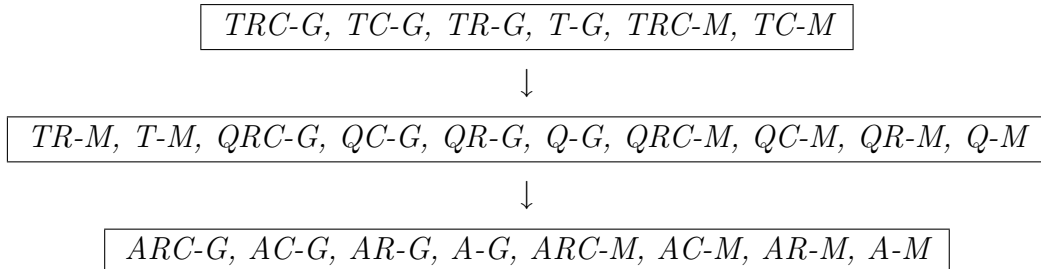 TRC-G, TC-G, TR-G, T-G, TRC-M, TC-M
↓
TR-M, T-M, QRC-G, QC-G, QR-G, Q-G, QRC-M, QC-M, QR-M, Q-M
↓
ARC-G, AC-G, AR-G, A-G, ARC-M, AC-M, AR-M, A-M